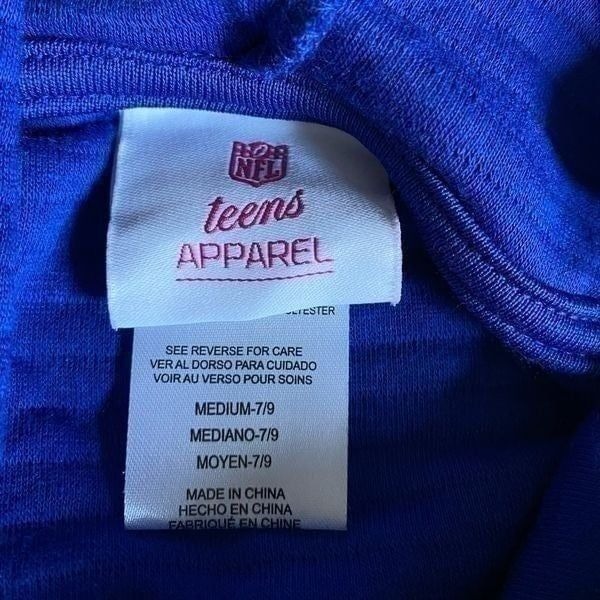 NFL
teens
APPAREL
SEE REVERSE FOR CARE
VER AL DORSO PARA CUIDADO
VOIR AU VERSO POUR SOINS
MEDIUM-7/9
MEDIANO-7/9
MOYEN-7/9
MADE IN CHINA
HECHO EN CHINA
FABRIQUÉ EN CHINE